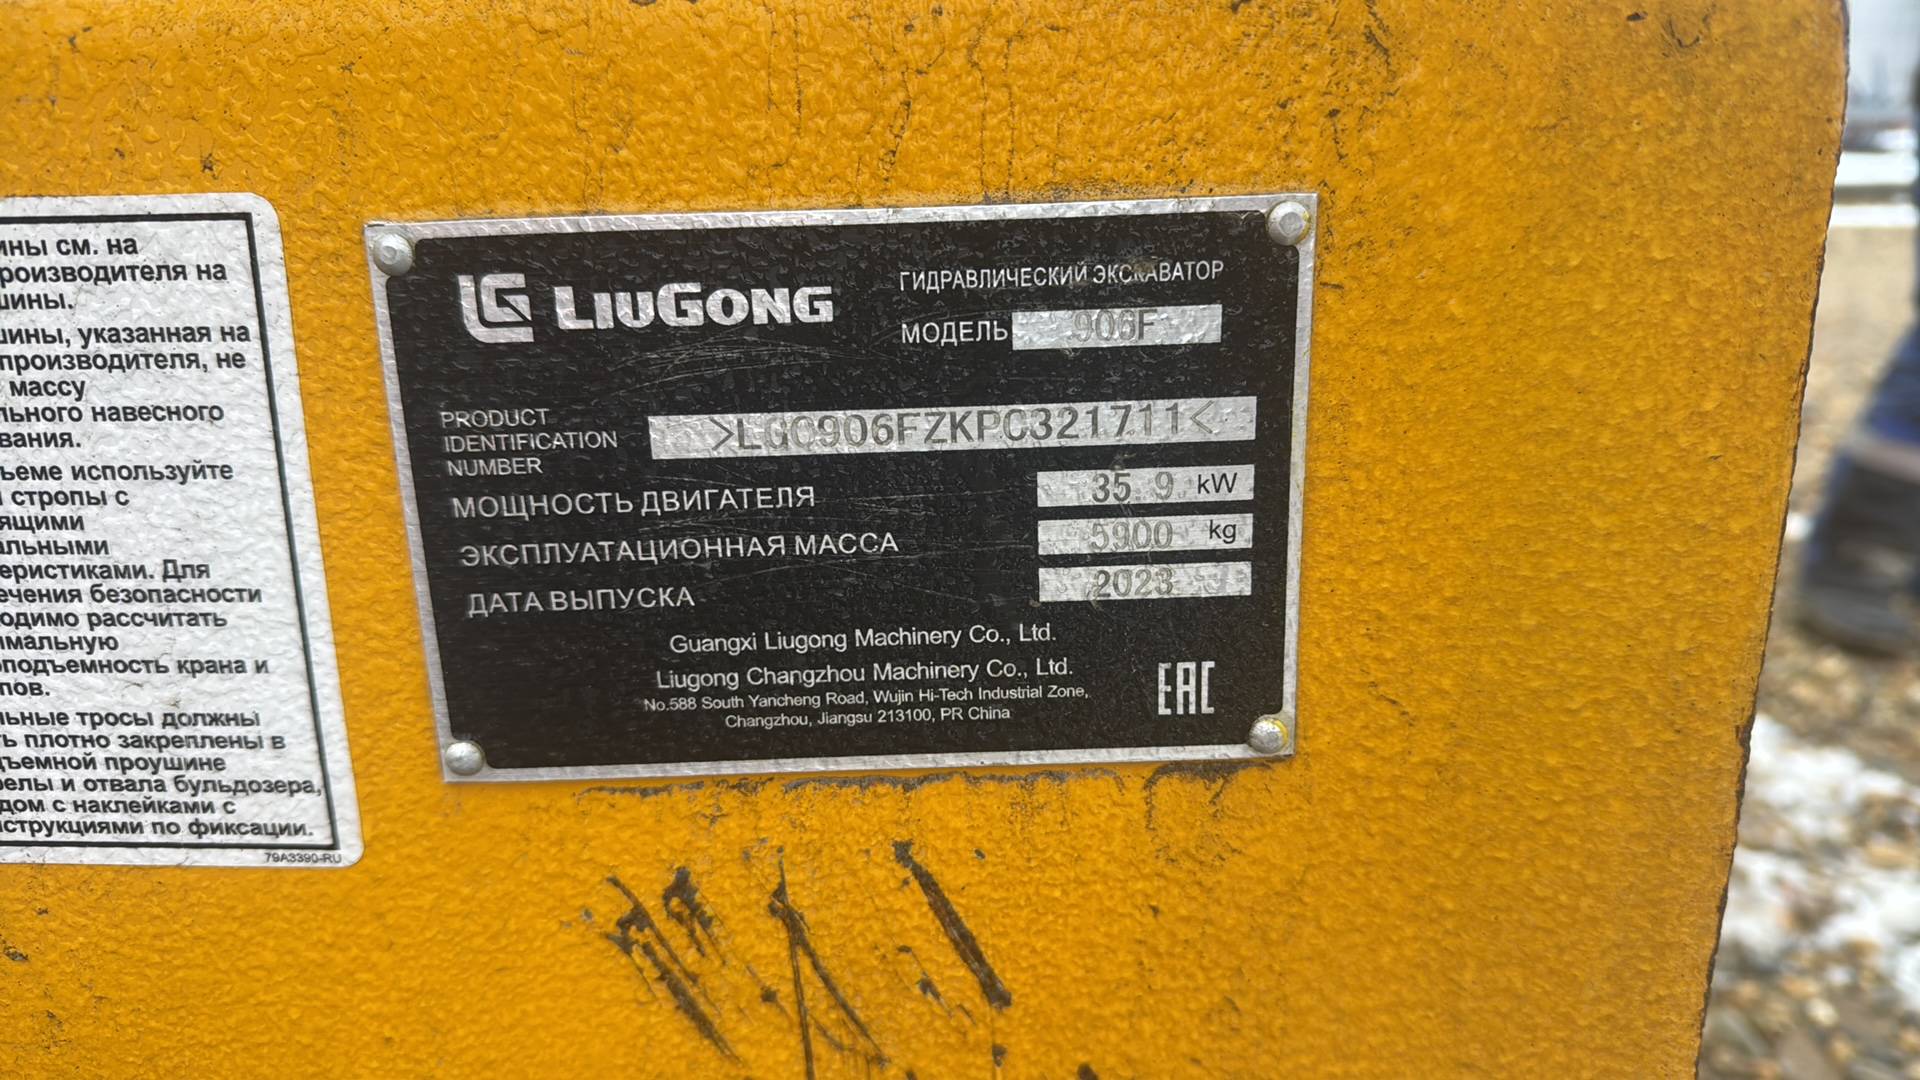 ины см. на
роизводителя на
шины.
шины, указанная на
производителя, не
массу
льного навесного
вания.
ъеме используйте
и стропы с
ящими
альными
еристиками. Для
ечения безопасности
одимо рассчитать
имальную
оподъемность крана и
пов.
льные тросы должны
ь плотно закреплены в
дъемной проушине
релы и отвала бульдозера,
дом с наклейками с
струкциями по фиксации.
79A3390-RU
LG LIUGONG
ГИДРАВЛИЧЕСКИЙ ЭКСКАВАТОР
МОДЕЛЬ 906F
PRODUCT
IDENTIFICATION
NUMBER
>LGC906FZKPC321711<
МОЩНОСТЬ ДВИГАТЕЛЯ 35.9 kW
ЭКСПЛУАТАЦИОННАЯ МАССА 5900 kg
ДАТА ВЫПУСКА 2023
Guangxi Liugong Machinery Co., Ltd.
Liugong Changzhou Machinery Co., Ltd.
No.588 South Yancheng Road, Wujin Hi-Tech Industrial Zone,
Changzhou, Jiangsu 213100, PR China
EAC